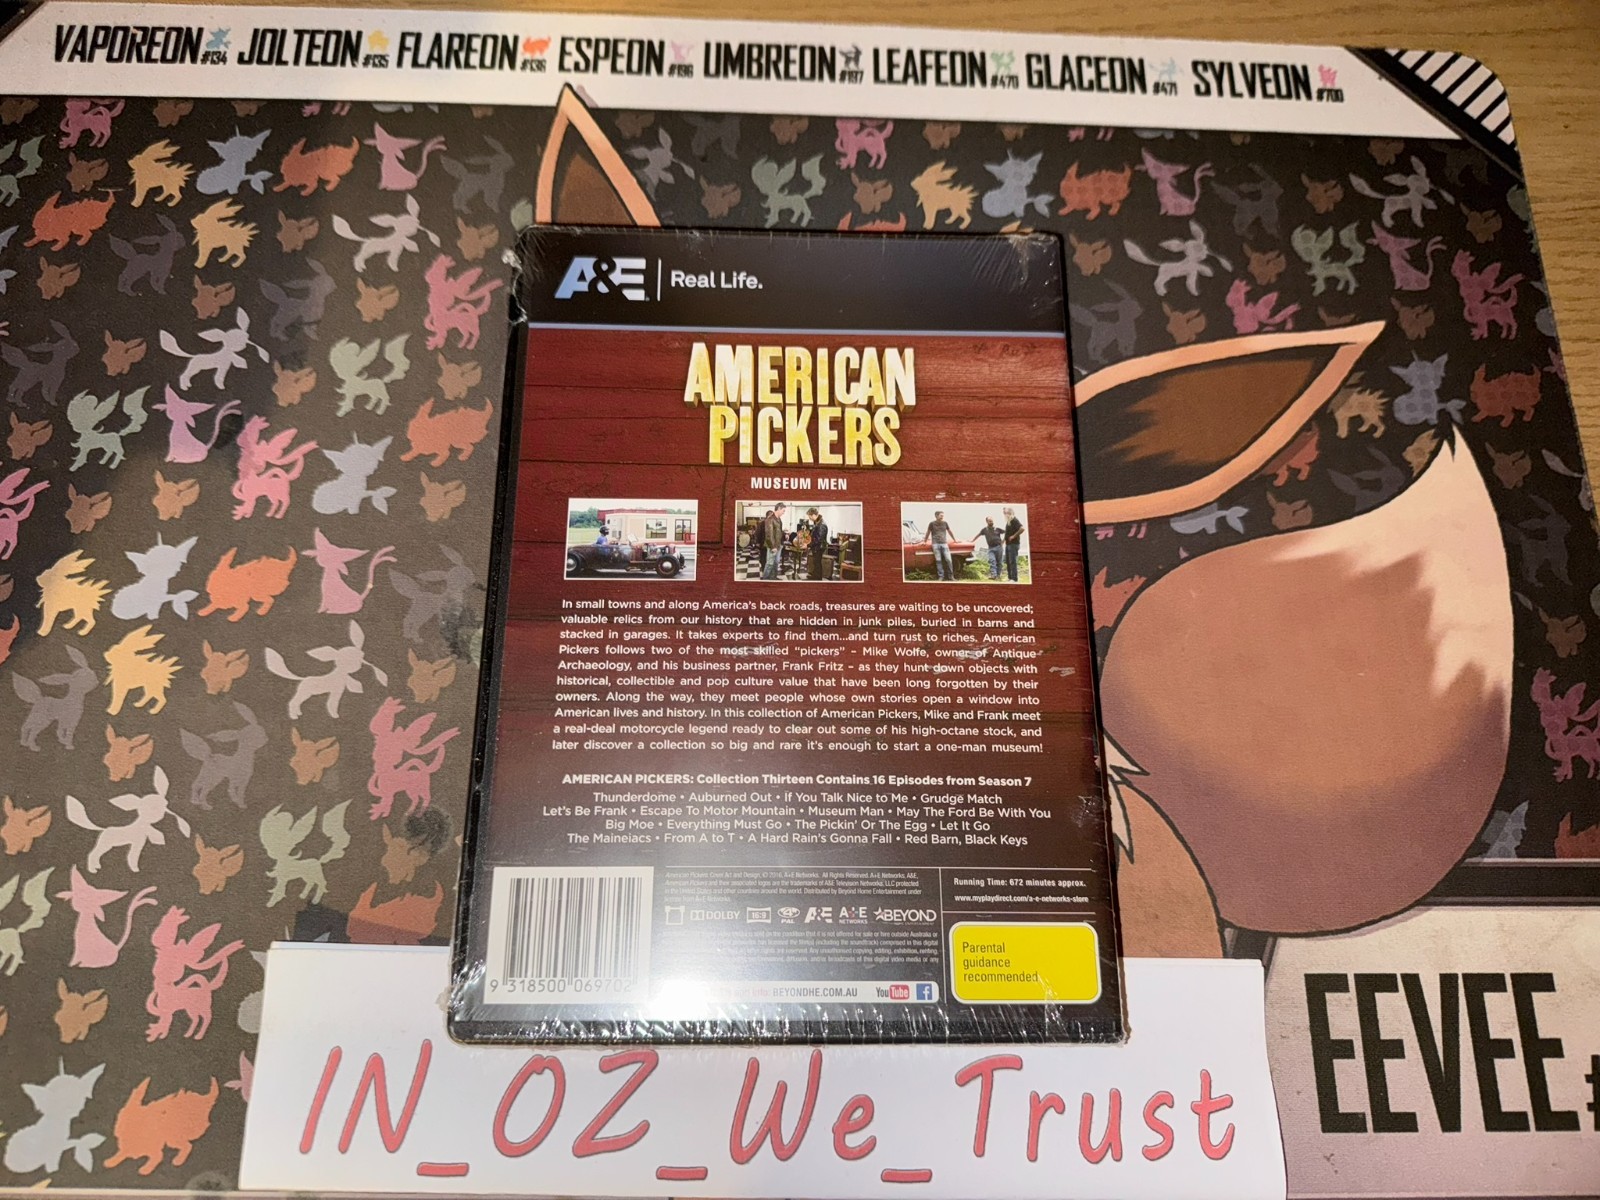 VAPOREON #134 JOLTEON #135 FLAREON #136 ESPEON #196 UMBREON #197 LEAFEON #470 GLACEON #471 SYLVEON #700
A&E | Real Life.
AMERICAN
PICKERS
MUSEUM MEN
In small towns and along America's back roads, treasures are waiting to be uncovered;
valuable relics from our history that are hidden in junk piles, buried in barns and
stacked in garages. It takes experts to find them...and turn rust to riches. American
Pickers follows two of the most skilled "pickers" – Mike Wolfe, owner of Antique
Archaeology, and his business partner, Frank Fritz – as they hunt down objects with
historical, collectible and pop culture value that have been long forgotten by their
owners. Along the way, they meet people whose own stories open a window into
American lives and history. In this collection of American Pickers, Mike and Frank meet
a real-deal motorcycle legend ready to clear out some of his high-octane stock, and
later discover a collection so big and rare it's enough to start a one-man museum!
AMERICAN PICKERS: Collection Thirteen Contains 16 Episodes from Season 7
Thunderdome • Auburned Out • If You Talk Nice to Me • Grudge Match
Let's Be Frank • Escape To Motor Mountain • Museum Man • May The Ford Be With You
Big Moe • Everything Must Go • The Pickin' Or The Egg • Let It Go
The Maineiacs • From A to T • A Hard Rain's Gonna Fall • Red Barn, Black Keys
Running Time: 672 minutes approx.
www.myplaydirect.com/a-e-networks-store
DOLBY 16:9 PAL A&E A+E NETWORKS BEYOND
Parental
guidance
recommended
9 318500 069702
BEYONDHE.COM.AU YouTube f
IN_OZ_We_Trust
EEVEE